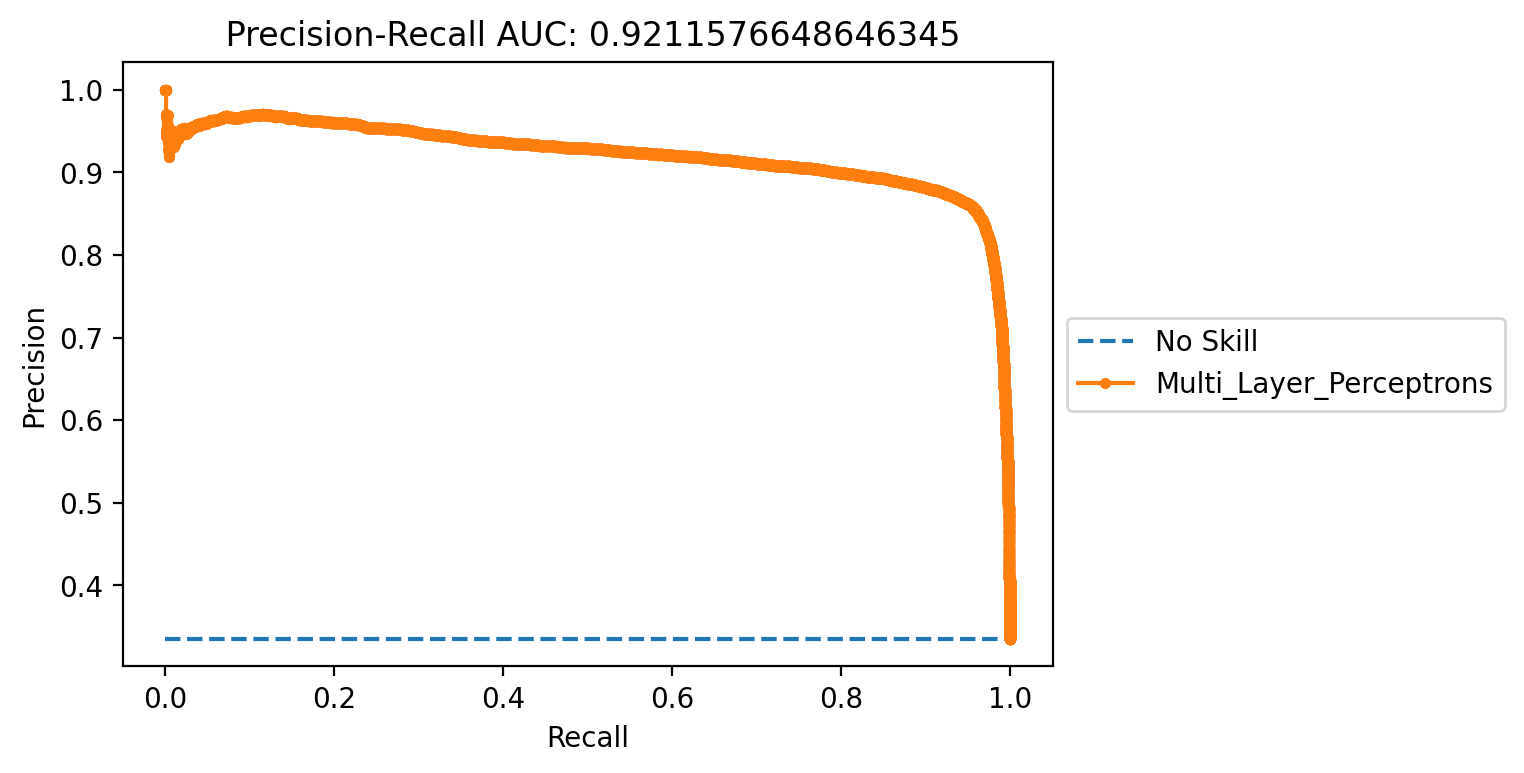 Precision-Recall AUC: 0.9211576648646345
1.0
0.9
0.8
0.7
0.6
0.5
0.4
Precision
0.0 0.2 0.4 0.6 0.8 1.0
Recall
No Skill
Multi_Layer_Perceptrons